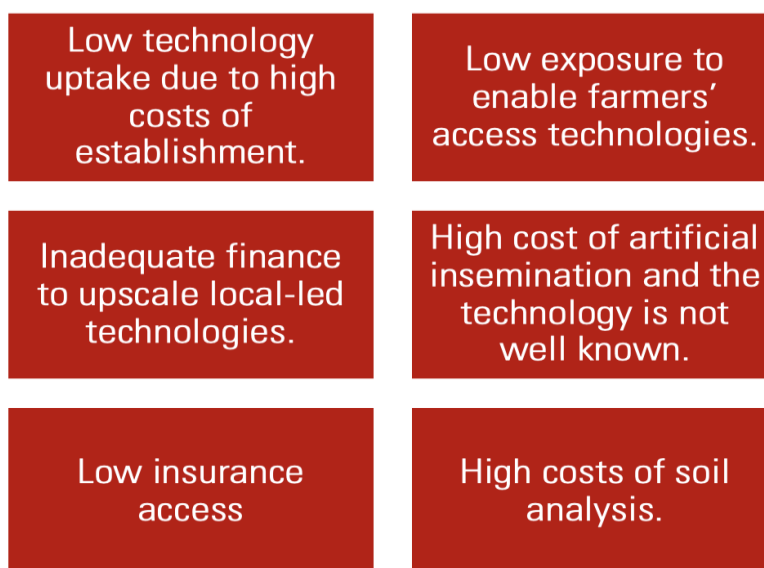 Low technology
uptake due to high
costs of
establishment.
Low exposure to
enable farmers’
access technologies.
Inadequate finance
to upscale local-led
technologies.
High cost of artificial
insemination and the
technology is not
well known.
Low insurance
access
High costs of soil
analysis.